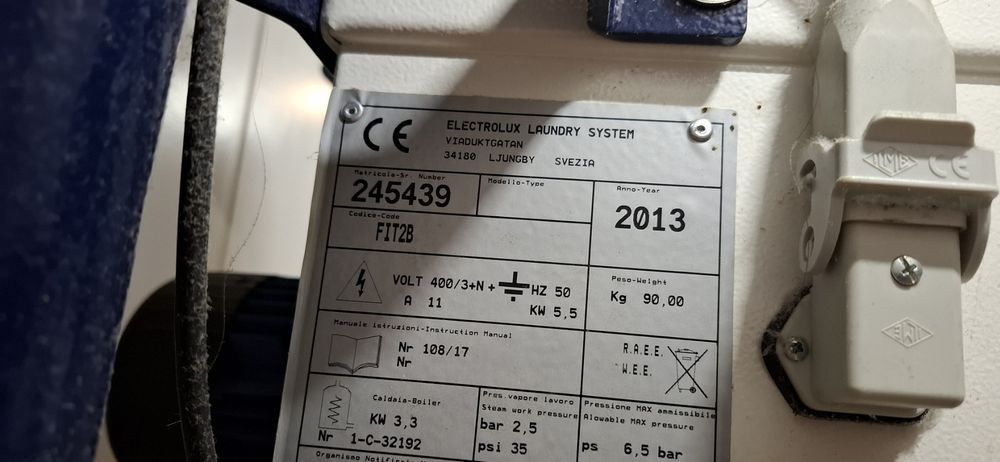 CE
ELECTROLUX LAUNDRY SYSTEM
VIADUKTGATAN
34180 LJUNGBY SVEZIA
Matricola-Sr. Number
245439
Modello-Type
Anno-Year
2013
Codice-Code
FIT2B
VOLT 400/3+N + HZ 50
A 11
KW 5,5
Peso-Weight
Kg 90,00
Manuale istruzioni-Instruction Manual
Nr 108/17
Nr
R.A.E.E.
W.E.E.
Caldaia-Boiler
KW 3,3
Nr 1-C-32192
Pres.vapore lavoro
Steam work pressure
bar 2,5
psi 35
Pressione MAX ammissibile
Allowable MAX pressure
ps 6,5 bar
Organismo
ILME
CE
ILME